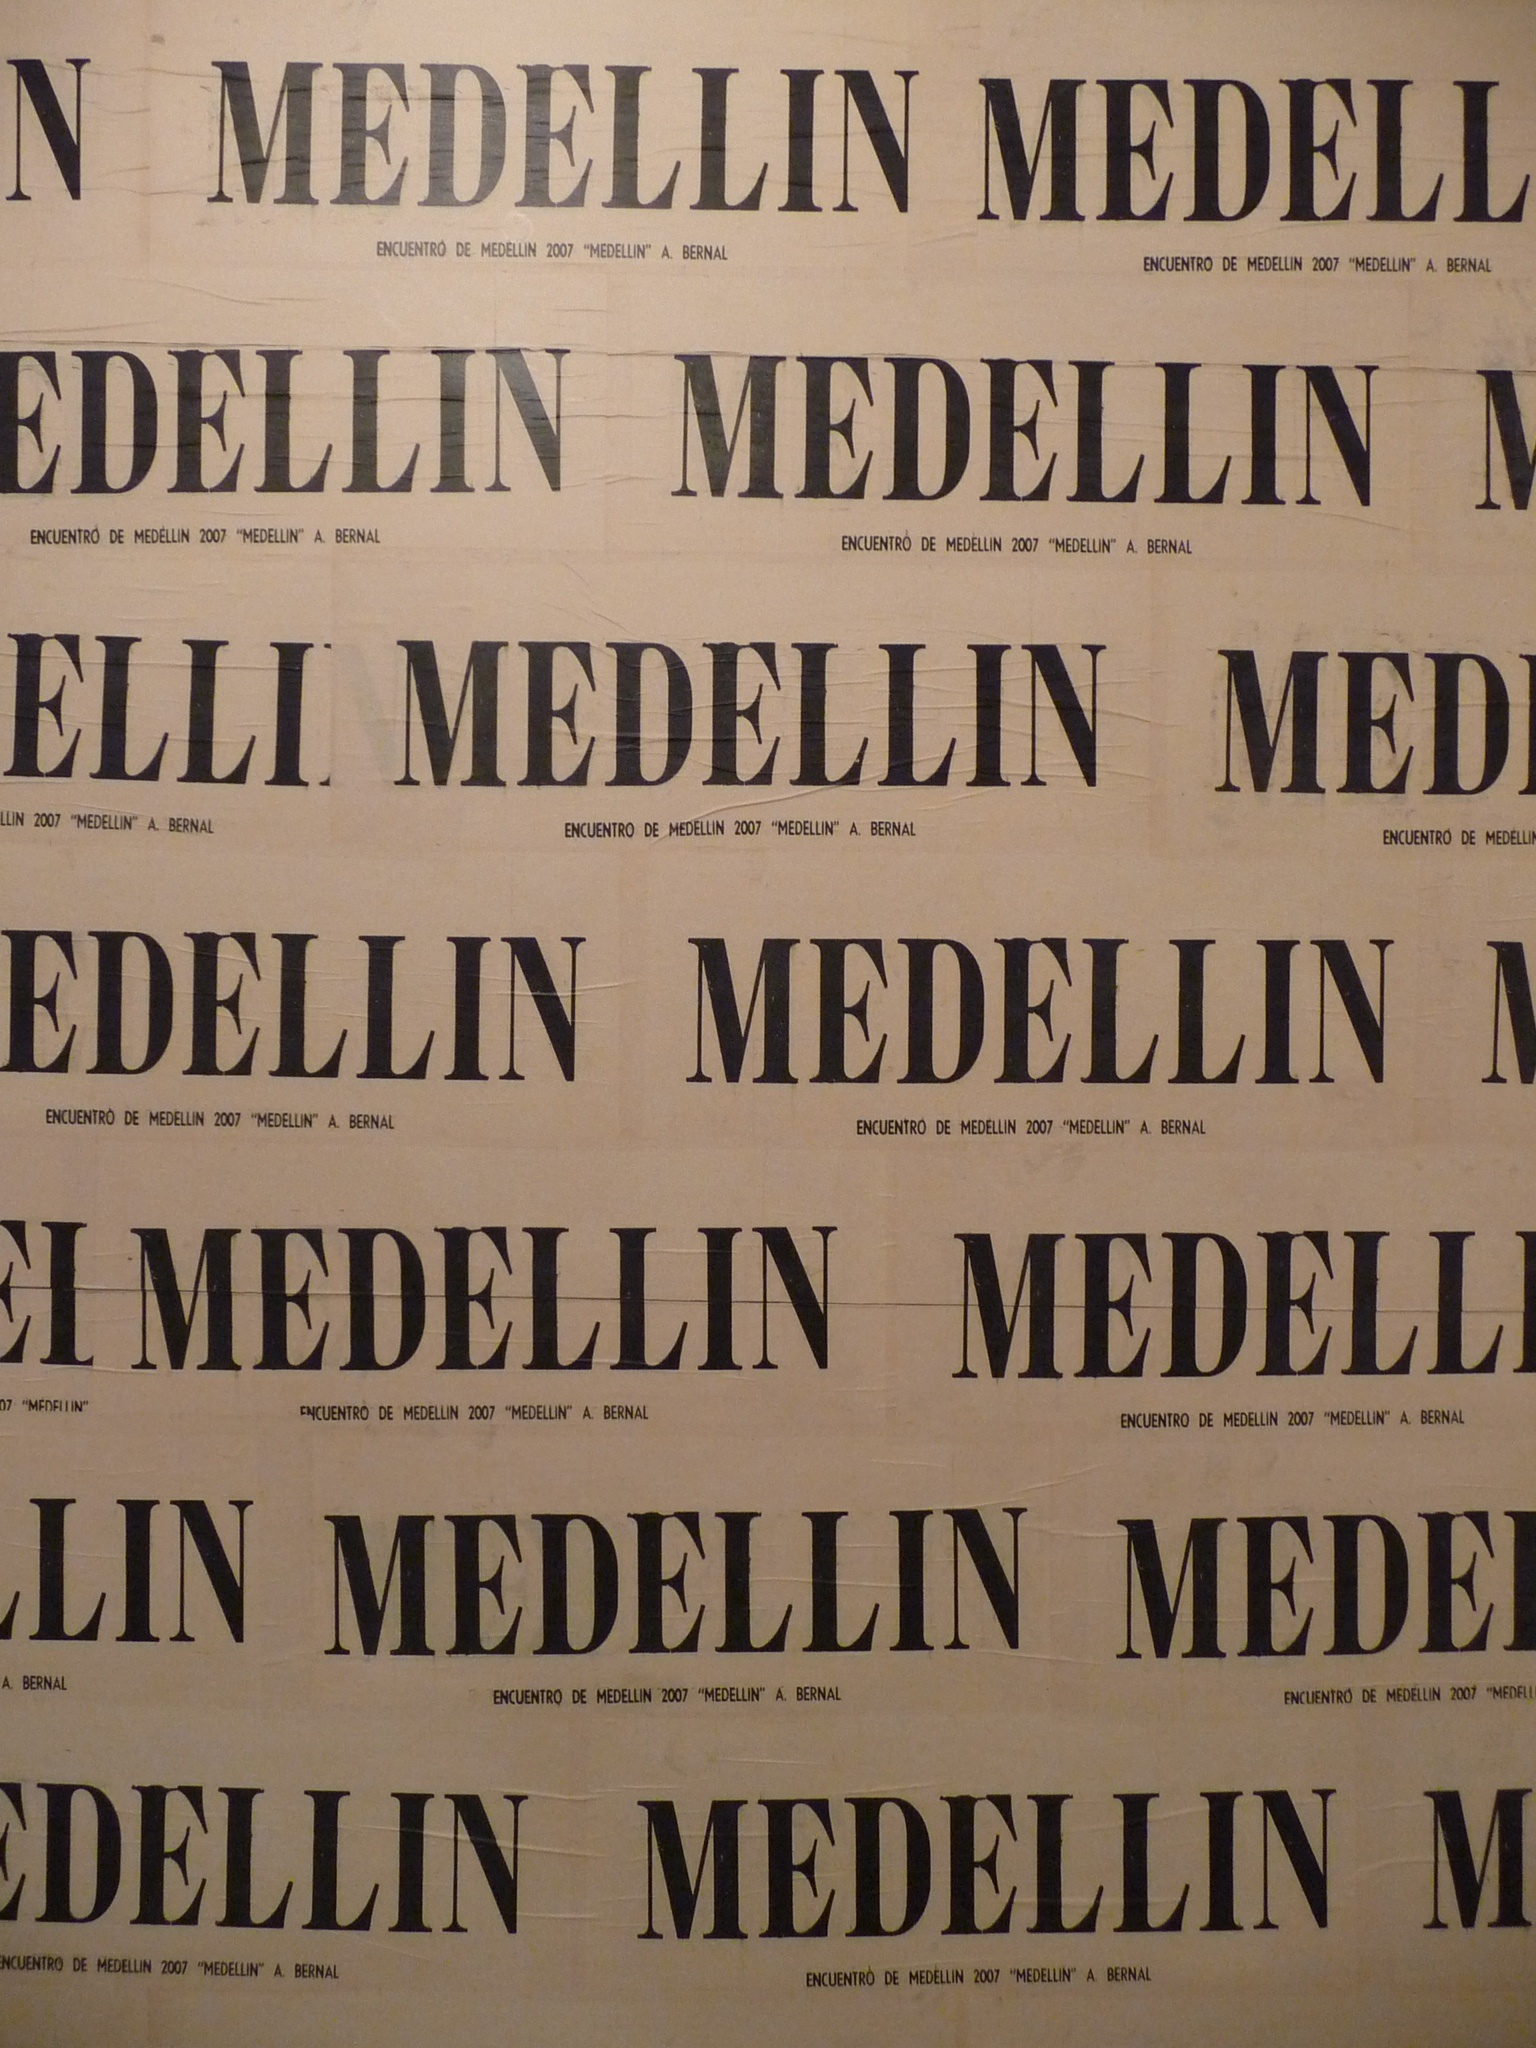 N MEDELLIN MEDELL
ENCUENTRO DE MEDELLIN 2007 "MEDELLIN" A. BERNAL ENCUENTRO DE MEDELLIN 2007 "MEDELLIN" A. BERNAL
EDELLIN MEDELLIN M
ENCUENTRO DE MEDELLIN 2007 "MEDELLIN" A. BERNAL ENCUENTRO DE MEDELLIN 2007 "MEDELLIN" A. BERNAL
ELLI MEDELLIN MED
LLIN 2007 "MEDELLIN" A. BERNAL ENCUENTRO DE MEDELLIN 2007 "MEDELLIN" A. BERNAL ENCUENTRO DE MEDELLIN
EDELLIN MEDELLIN M
ENCUENTRO DE MEDELLIN 2007 "MEDELLIN" A. BERNAL ENCUENTRO DE MEDELLIN 2007 "MEDELLIN" A. BERNAL
EI MEDELLIN MEDELL
07 "MEDELLIN" ENCUENTRO DE MEDELLIN 2007 "MEDELLIN" A. BERNAL ENCUENTRO DE MEDELLIN 2007 "MEDELLIN" A. BERNAL
LLIN MEDELLIN MEDE
A. BERNAL ENCUENTRO DE MEDELLIN 2007 "MEDELLIN" A. BERNAL ENCUENTRO DE MEDELLIN 2007 "MEDELLI
EDELLIN MEDELLIN M
ENCUENTRO DE MEDELLIN 2007 "MEDELLIN" A. BERNAL ENCUENTRO DE MEDELLIN 2007 "MEDELLIN" A. BERNAL